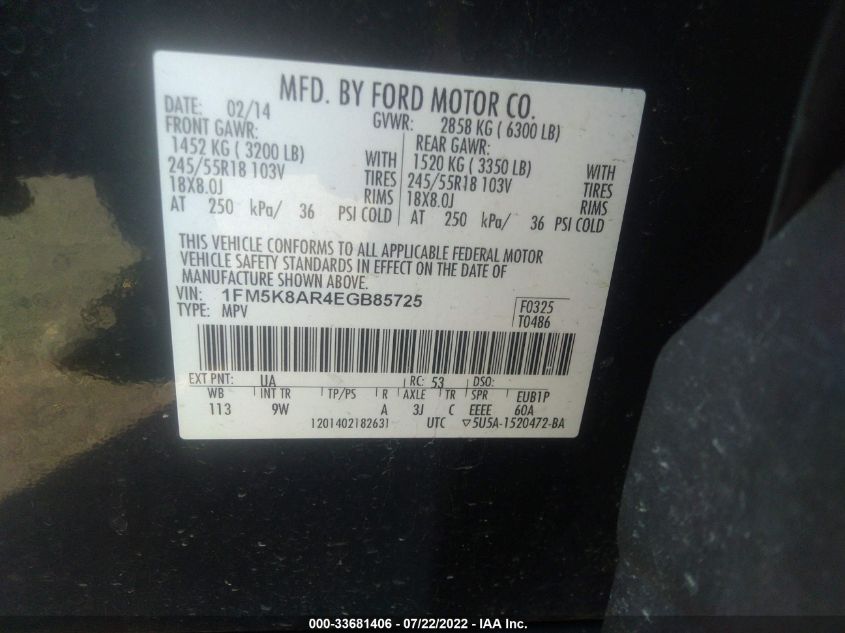 MFD. BY FORD MOTOR CO.
DATE: 02/14 GVWR: 2858 KG ( 6300 LB)
FRONT GAWR: REAR GAWR:
1452 KG ( 3200 LB) WITH 1520 KG ( 3350 LB) WITH
245/55R18 103V TIRES 245/55R18 103V TIRES
18X8.0J RIMS 18X8.0J RIMS
AT 250 kPa/ 36 PSI COLD AT 250 kPa/ 36 PSI COLD
THIS VEHICLE CONFORMS TO ALL APPLICABLE FEDERAL MOTOR
VEHICLE SAFETY STANDARDS IN EFFECT ON THE DATE OF
MANUFACTURE SHOWN ABOVE.
VIN: 1FM5K8AR4EGB85725 F0325
TYPE: MPV T0486
EXT PNT: UA RC: 53 DSO:
WB INT TR TP/PS R AXLE TR SPR EUB1P
113 9W A 3J C EEEE 60A
1201402182631 UTC ▽5U5A-1520472-BA
000-33681406 - 07/22/2022 - IAA Inc.